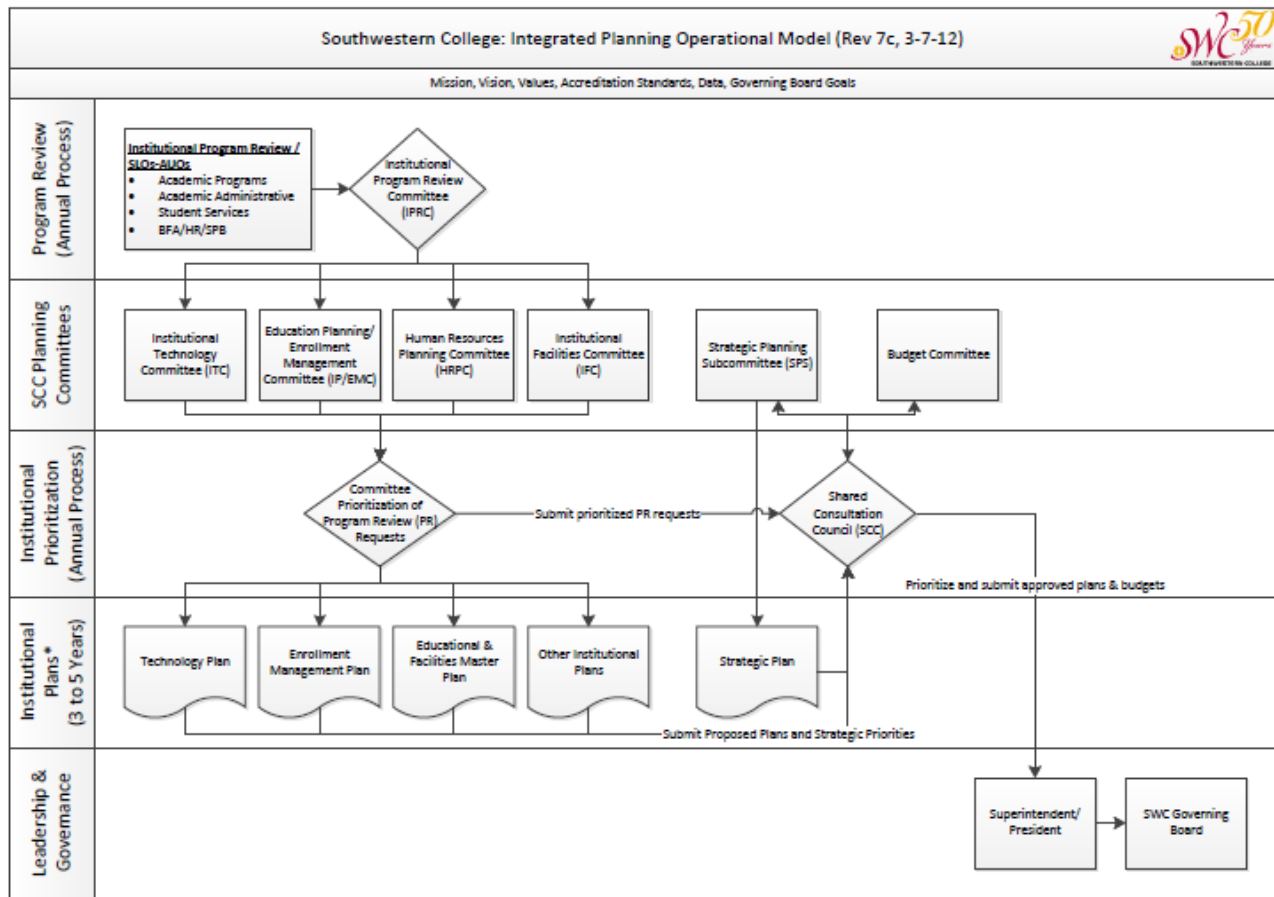 Southwestern College: Integrated Planning Operational Model (Rev 7c, 3-7-12)
SWC 50
Years
SOUTHWESTERN COLLEGE
Mission, Vision, Values, Accreditation Standards, Data, Governing Board Goals
Program Review
(Annual Process)
Institutional Program Review /
SLOs-AUOs
• Academic Programs
• Academic Administrative
• Student Services
• BFA/HR/SPB
Institutional
Program Review
Committee
(IPRC)
SCC Planning
Committees
Institutional
Technology
Committee (ITC)
Education Planning/
Enrollment
Management
Committee (IP/EMC)
Human Resources
Planning Committee
(HRPC)
Institutional
Facilities Committee
(IFC)
Strategic Planning
Subcommittee (SPS)
Budget Committee
Institutional
Prioritization
(Annual Process)
Committee
Prioritization of
Program Review (PR)
Requests
Submit prioritized PR requests
Shared
Consultation
Council (SCC)
Prioritize and submit approved plans & budgets
Institutional
Plans*
(3 to 5 Years)
Technology Plan
Enrollment
Management Plan
Educational &
Facilities Master
Plan
Other Institutional
Plans
Strategic Plan
Submit Proposed Plans and Strategic Priorities
Leadership &
Governance
Superintendent/
President
SWC Governing
Board